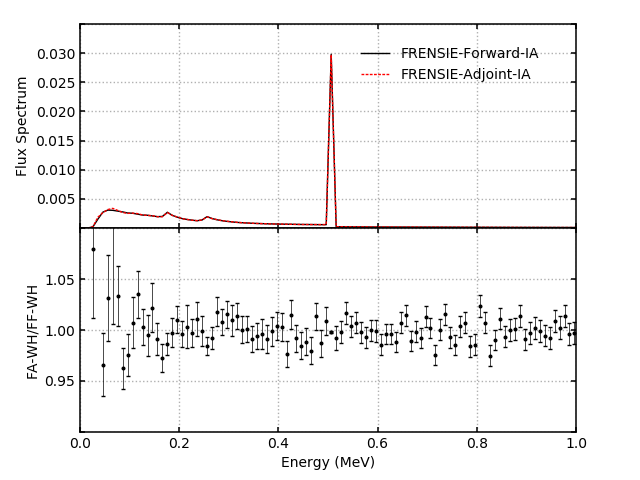 0.030
0.025
0.020
0.015
0.010
0.005
Flux Spectrum
FRENSIE-Forward-IA
FRENSIE-Adjoint-IA
1.05
1.00
0.95
FA-WH/FF-WH
0.0 0.2 0.4 0.6 0.8 1.0
Energy (MeV)